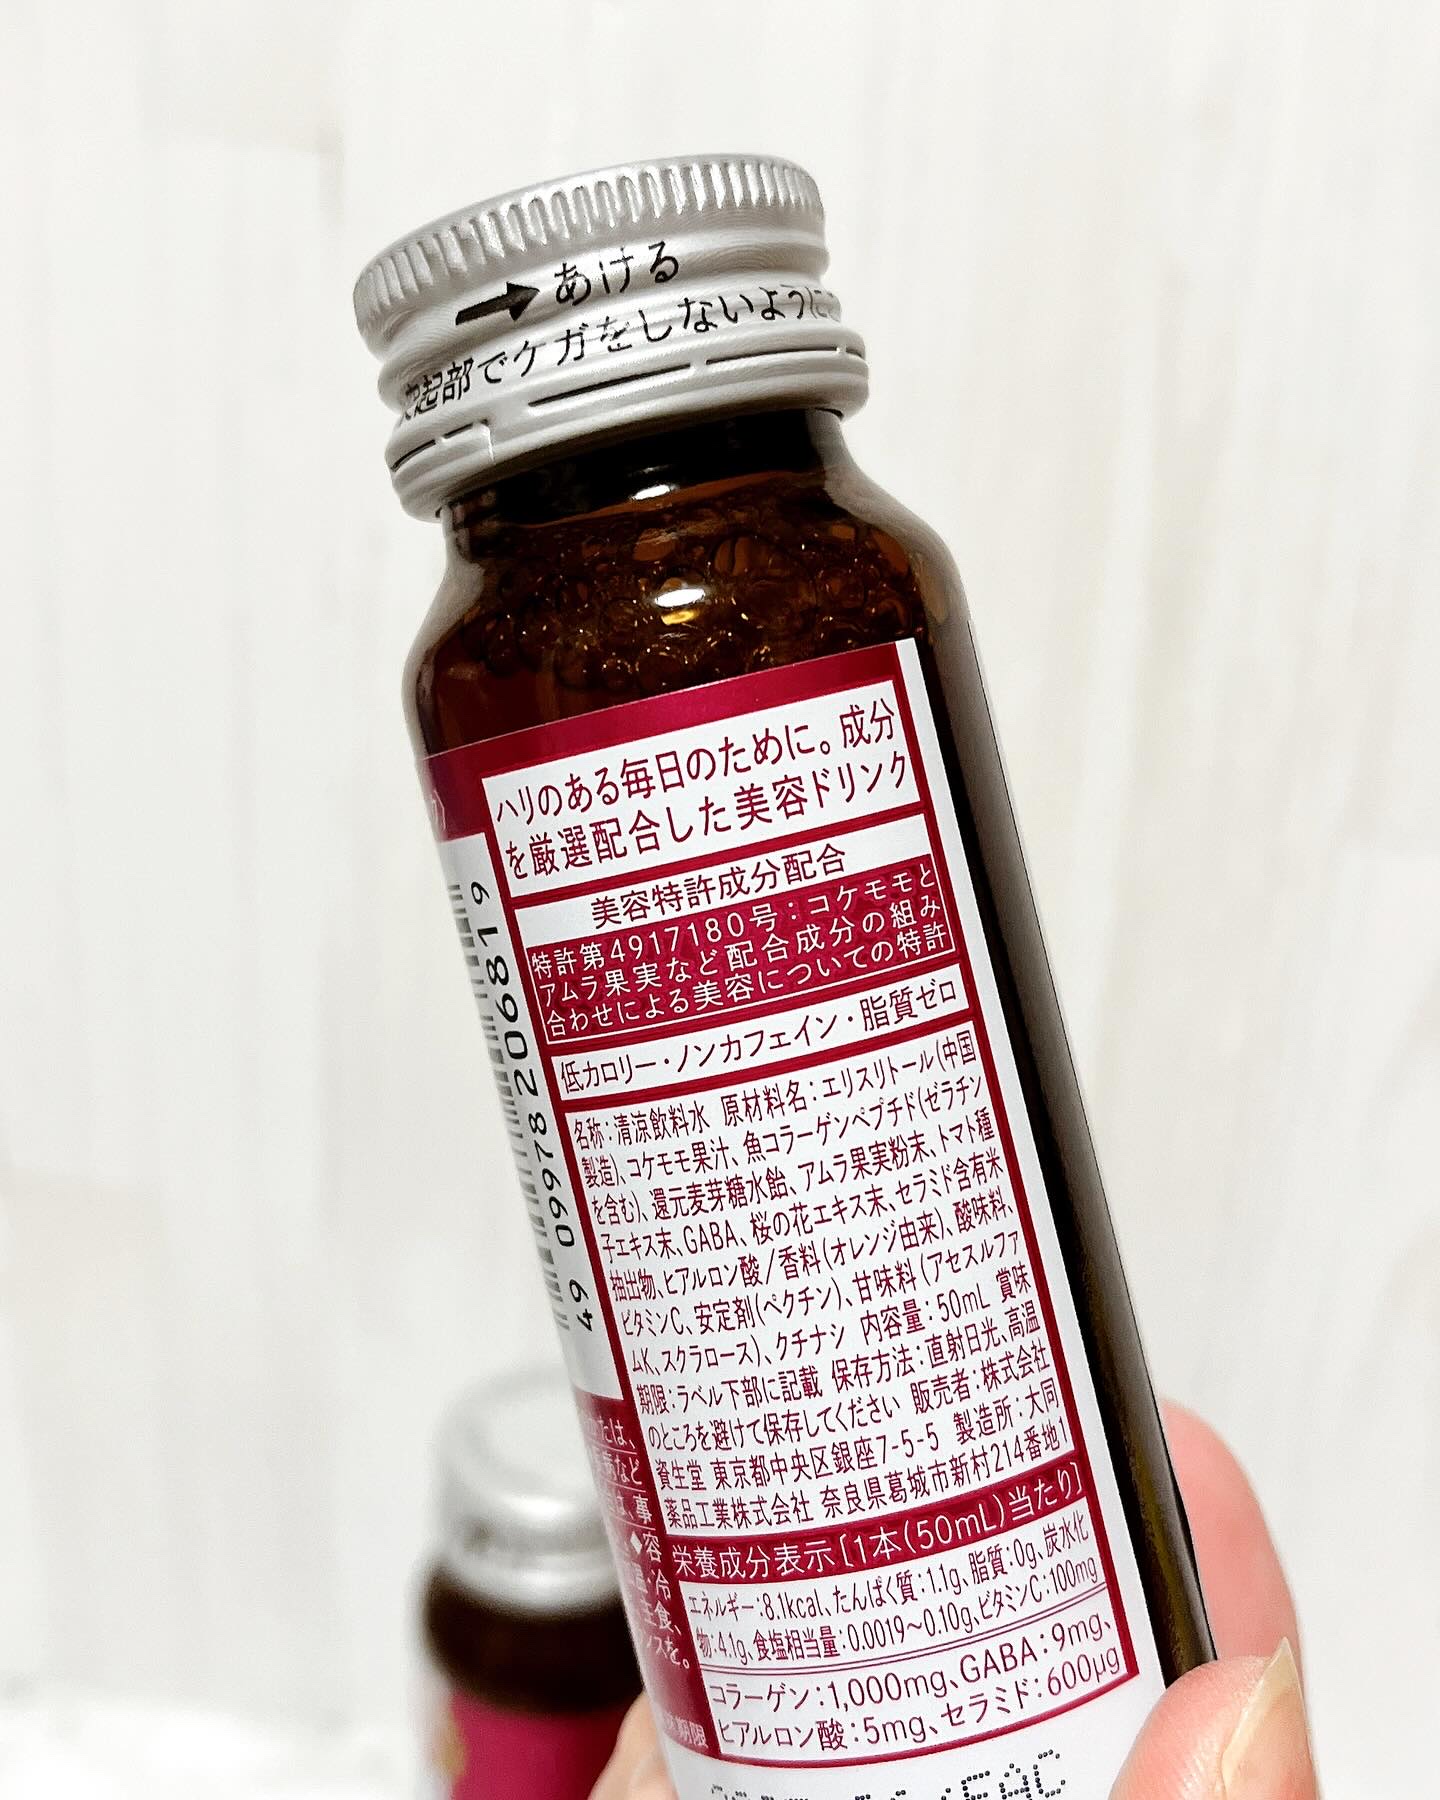 あける
起部でケガをしないように
ハリのある毎日のために。成分
を厳選配合した美容ドリンク
美容特許成分配合
特許第4917180号：コケモモと
アムラ果実など配合成分の組み
合わせによる美容についての特許
低カロリー・ノンカフェイン・脂質ゼロ
名称：清涼飲料水 原材料名：エリスリトール（中国
製造）、コケモモ果汁、魚コラーゲンペプチド（ゼラチン
を含む）、還元麦芽糖水飴、アムラ果実粉末、トマト種
子エキス末、GABA、桜の花エキス末、セラミド含有米
抽出物、ヒアルロン酸／香料（オレンジ由来）、酸味料、
ビタミンC、安定剤（ペクチン）、甘味料（アセスルファ
ムK、スクラロース）、クチナシ 内容量：50mL 賞味
期限：ラベル下部に記載 保存方法：直射日光、高温
のところを避けて保存してください 販売者：株式会社
資生堂 東京都中央区銀座7-5-5 製造所：大同
薬品工業株式会社 奈良県葛城市新村214番地1
栄養成分表示［1本（50mL）当たり］
エネルギー：8.1kcal、たんぱく質：1.1g、脂質：0g、炭水化
物：4.1g、食塩相当量：0.0019～0.10g、ビタミンC：100mg
コラーゲン：1,000mg、GABA：9mg、
ヒアルロン酸：5mg、セラミド：600μg
49 60978 20681 9
たは、
など
事
◆容
冷
食、
スを。
期限